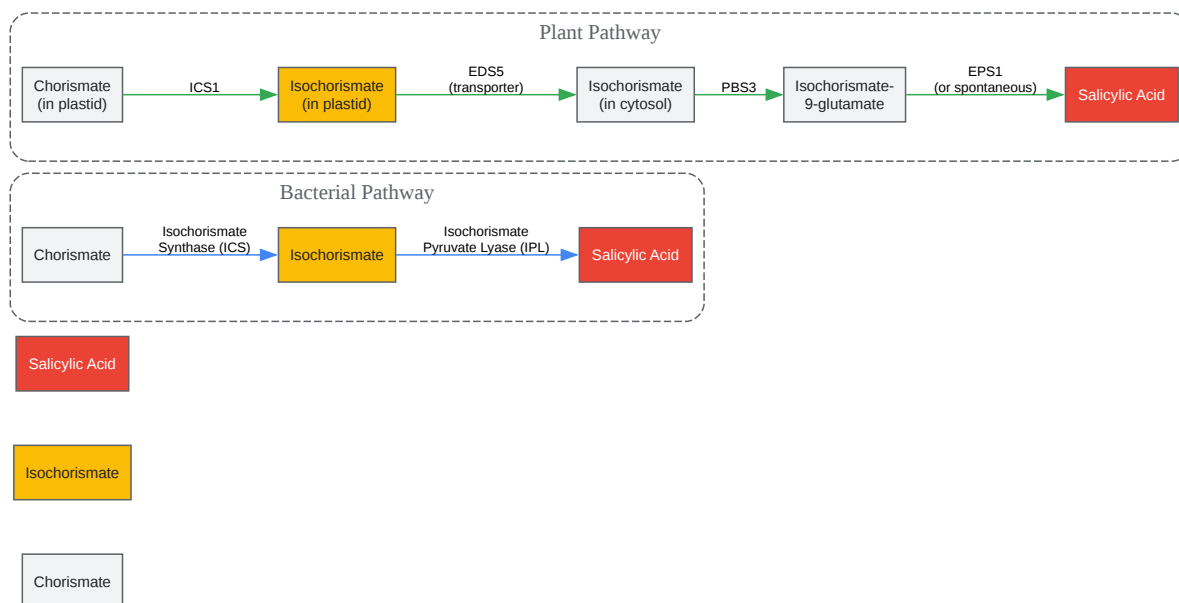 Plant Pathway
Chorismate
(in plastid)
ICS1
Isochorismate
(in plastid)
EDS5
(transporter)
Isochorismate
(in cytosol)
PBS3
Isochorismate-
9-glutamate
EPS1
(or spontaneous)
Salicylic Acid
Bacterial Pathway
Chorismate
Isochorismate
Synthase (ICS)
Isochorismate
Isochorismate
Pyruvate Lyase (IPL)
Salicylic Acid
Salicylic Acid
Isochorismate
Chorismate